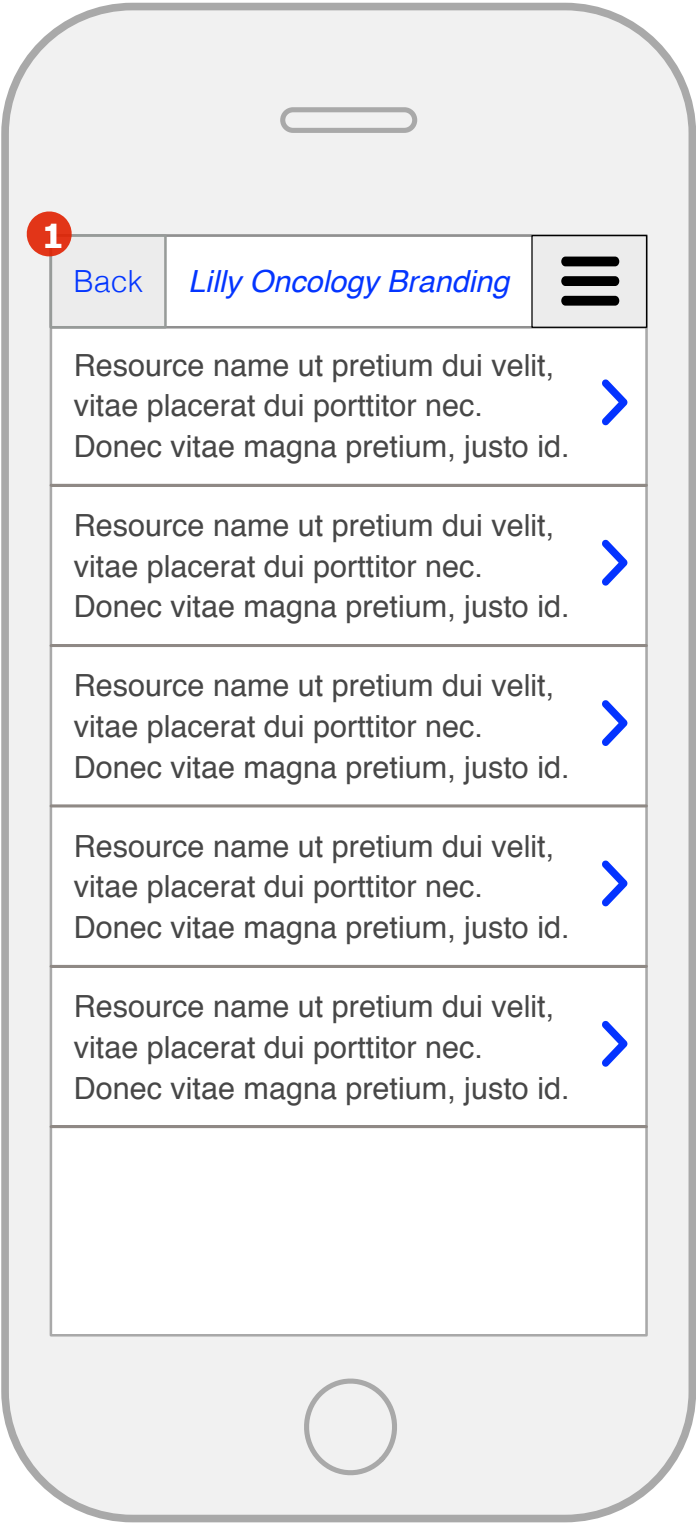 1
Back Lilly Oncology Branding
Resource name ut pretium dui velit,
vitae placerat dui porttitor nec.
Donec vitae magna pretium, justo id.
Resource name ut pretium dui velit,
vitae placerat dui porttitor nec.
Donec vitae magna pretium, justo id.
Resource name ut pretium dui velit,
vitae placerat dui porttitor nec.
Donec vitae magna pretium, justo id.
Resource name ut pretium dui velit,
vitae placerat dui porttitor nec.
Donec vitae magna pretium, justo id.
Resource name ut pretium dui velit,
vitae placerat dui porttitor nec.
Donec vitae magna pretium, justo id.